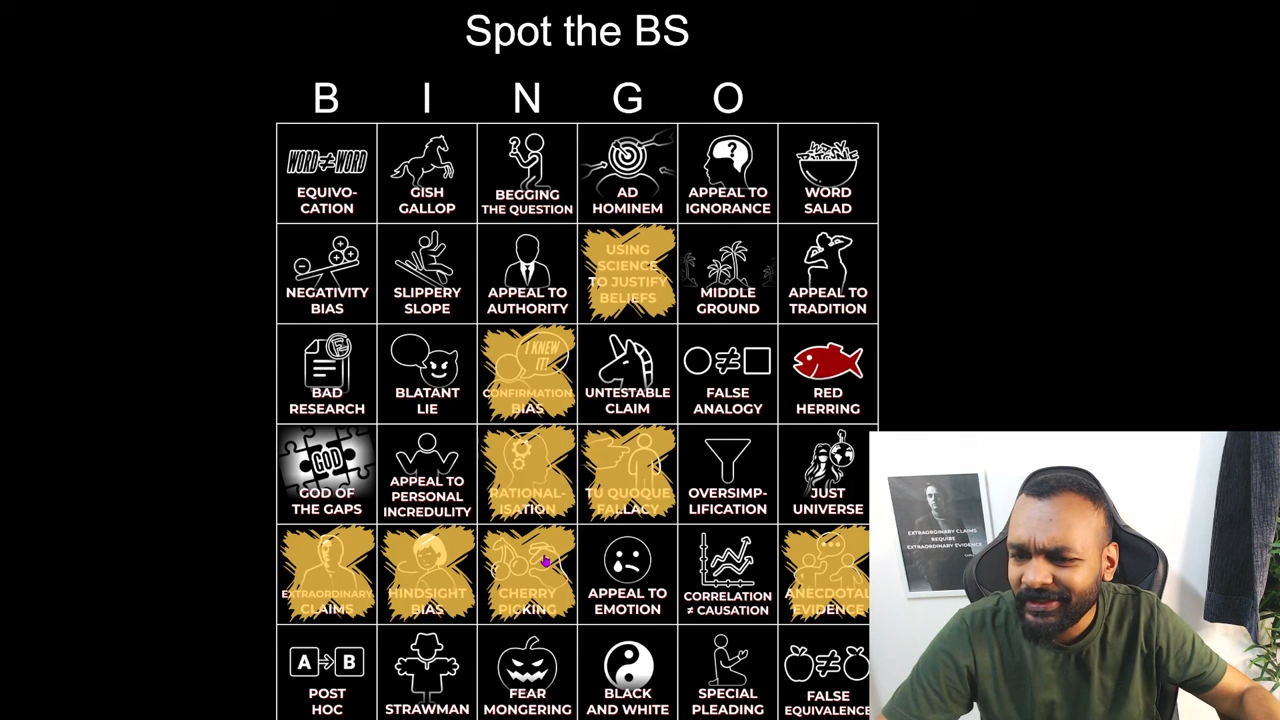 Spot the BS
B I N G O
WORD≠WORD
EQUIVO-
CATION
GISH
GALLOP
BEGGING
THE QUESTION
AD
HOMINEM
?
APPEAL TO
IGNORANCE
WORD
SALAD
NEGATIVITY
BIAS
SLIPPERY
SLOPE
APPEAL TO
AUTHORITY
USING
SCIENCE
TO JUSTIFY
BELIEFS
MIDDLE
GROUND
APPEAL TO
TRADITION
BAD
RESEARCH
BLATANT
LIE
I KNEW
IT!
CONFIRMATION
BIAS
UNTESTABLE
CLAIM
FALSE
ANALOGY
RED
HERRING
GOD
GOD OF
THE GAPS
APPEAL TO
PERSONAL
INCREDULITY
RATIONAL-
ISATION
TU QUOQUE
FALLACY
OVERSIMP-
LIFICATION
JUST
UNIVERSE
EXTRAORDINARY
CLAIMS
HINDSIGHT
BIAS
CHERRY
PICKING
APPEAL TO
EMOTION
CORRELATION
≠ CAUSATION
ANECDOTAL
EVIDENCE
A → B
POST
HOC
STRAWMAN
FEAR
MONGERING
BLACK
AND WHITE
SPECIAL
PLEADING
FALSE
EQUIVALENCE
EXTRAORDINARY CLAIMS
REQUIRE
EXTRAORDINARY EVIDENCE